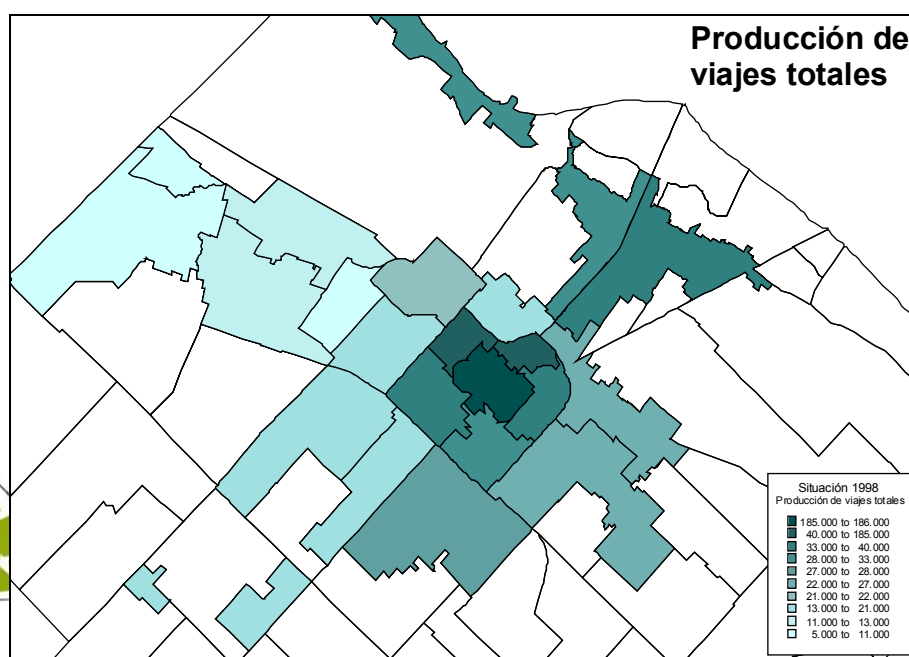 Producción de
viajes totales
Situación 1998
Producción de viajes totales
185.000 to 186.000
40.000 to 185.000
33.000 to 40.000
28.000 to 33.000
27.000 to 28.000
22.000 to 27.000
21.000 to 22.000
13.000 to 21.000
11.000 to 13.000
5.000 to 11.000